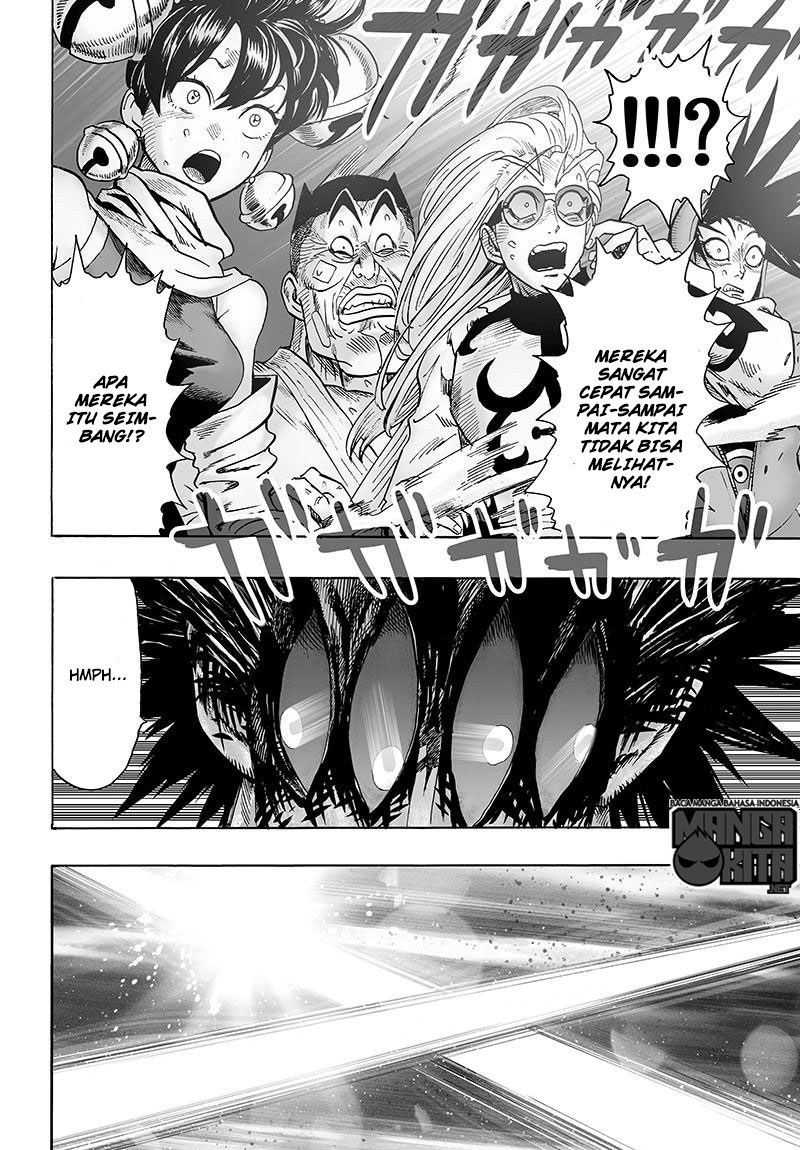 ガガガガガガ
!!!?
MEREKA
SANGAT
CEPAT SAM-
PAI-SAMPAI
MATA KITA
TIDAK BISA
MELIHAT-
NYA!
APA
MEREKA
ITU SEIM-
BANG!?
ガガガガガ
HMPH...
BACA MANGA BAHASA INDONESIA
MANGA
KITA
.NET